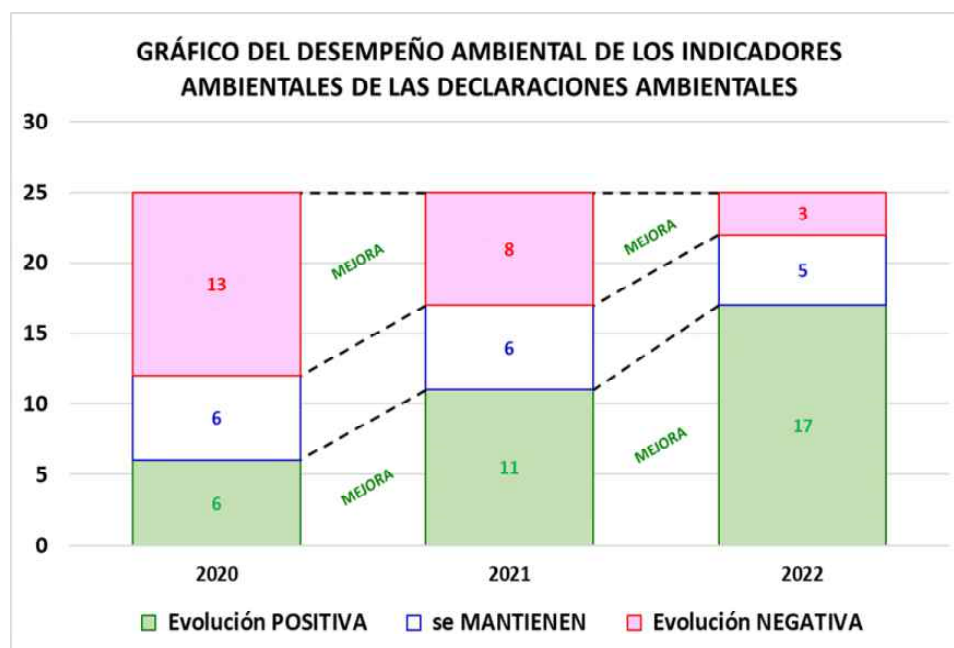 GRÁFICO DEL DESEMPEÑO AMBIENTAL DE LOS INDICADORES
AMBIENTALES DE LAS DECLARACIONES AMBIENTALES
30
25
20
15
10
5
0
13
6
6
MEJORA
MEJORA
8
6
11
MEJORA
MEJORA
3
5
17
2020
2021
2022
Evolución POSITIVA
se MANTIENEN
Evolución NEGATIVA